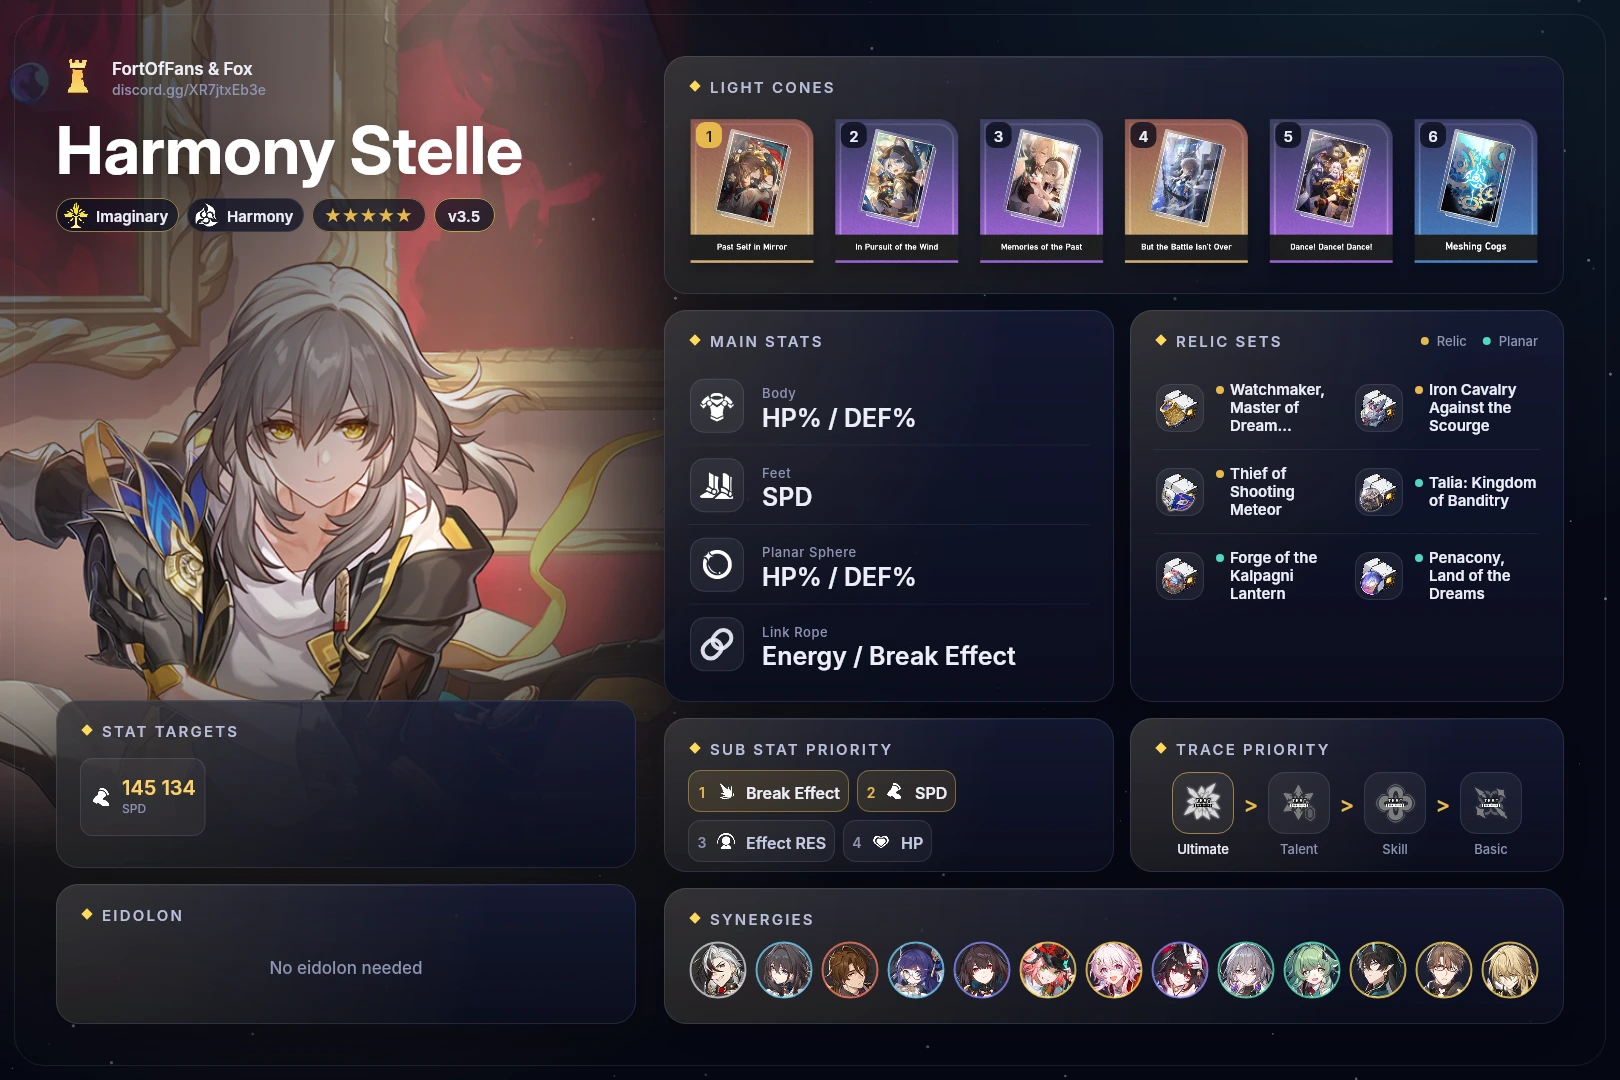 FortOfFans & Fox
discord.gg/XR7jtxEb3e
Harmony Stelle
Imaginary
Harmony
★★★★★
v3.5
LIGHT CONES
1
2
3
4
5
6
Past Self in Mirror
In Pursuit of the Wind
Memories of the Past
But the Battle Isn't Over
Dance! Dance! Dance!
Meshing Cogs
MAIN STATS
Body
HP% / DEF%
Feet
SPD
Planar Sphere
HP% / DEF%
Link Rope
Energy / Break Effect
RELIC SETS
Relic
Planar
Watchmaker,
Master of
Dream...
Iron Cavalry
Against the
Scourge
Thief of
Shooting
Meteor
Talia: Kingdom
of Banditry
Forge of the
Kalpagni
Lantern
Penacony,
Land of the
Dreams
STAT TARGETS
145 134
SPD
EIDOLON
No eidolon needed
SUB STAT PRIORITY
1 Break Effect
2 SPD
3 Effect RES
4 HP
TRACE PRIORITY
> > >
Ultimate
Talent
Skill
Basic
SYNERGIES